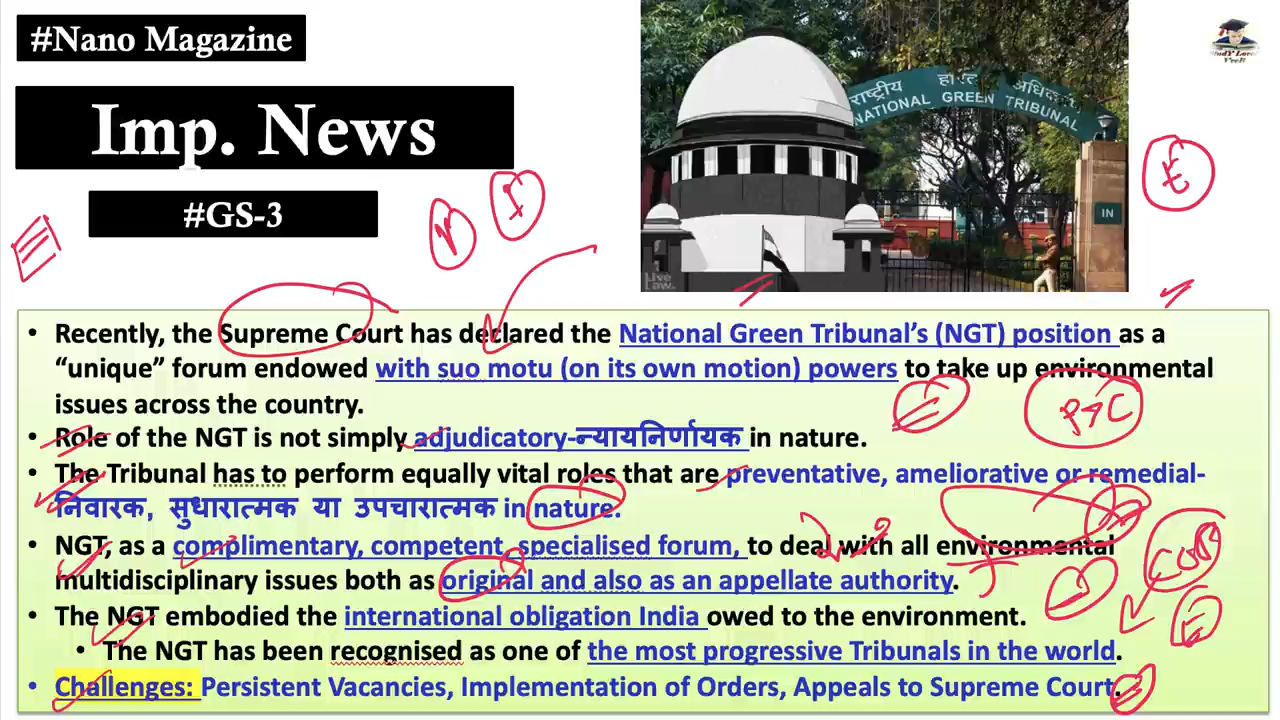 #Nano Magazine
Imp. News
#GS-3
राष्ट्रीय हरित अधिकरण
NATIONAL GREEN TRIBUNAL
IN
Live
Law.
• Recently, the Supreme Court has declared the National Green Tribunal’s (NGT) position as a
“unique” forum endowed with suo motu (on its own motion) powers to take up environmental
issues across the country.
• Role of the NGT is not simply adjudicatory-न्यायनिर्णायक in nature.
• The Tribunal has to perform equally vital roles that are preventative, ameliorative or remedial-
निवारक, सुधारात्मक या उपचारात्मक in nature.
• NGT, as a complimentary, competent, specialised forum, to deal with all environmental
multidisciplinary issues both as original and also as an appellate authority.
• The NGT embodied the international obligation India owed to the environment.
• The NGT has been recognised as one of the most progressive Tribunals in the world.
• Challenges: Persistent Vacancies, Implementation of Orders, Appeals to Supreme Court.